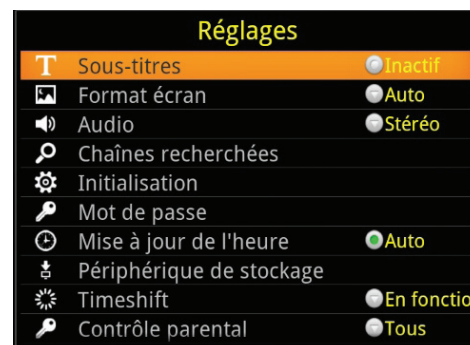 Réglages
Sous-titres Inactif
Format écran Auto
Audio Stéréo
Chaînes recherchées
Initialisation
Mot de passe
Mise à jour de l'heure Auto
Périphérique de stockage
Timeshift En fonctio
Contrôle parental Tous